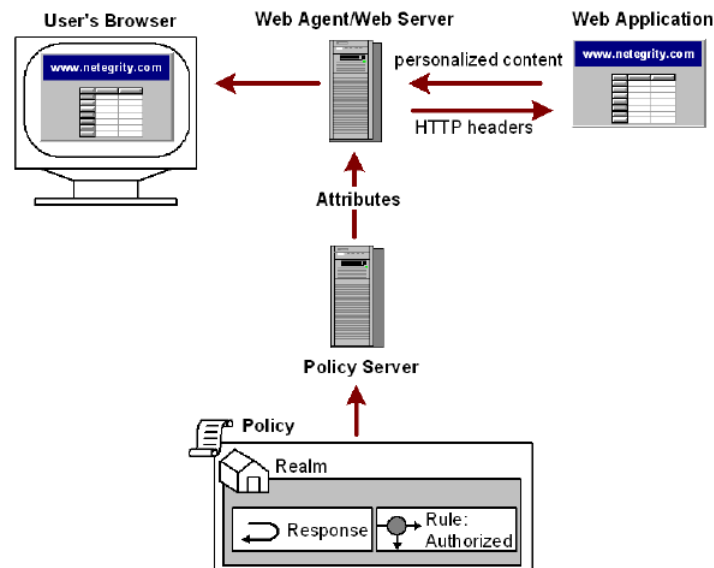 User's Browser
Web Agent/Web Server
Web Application
www.netegrity.com
personalized content
www.netegrity.com
HTTP headers
Attributes
Policy Server
Policy
Realm
Response
Rule:
Authorized